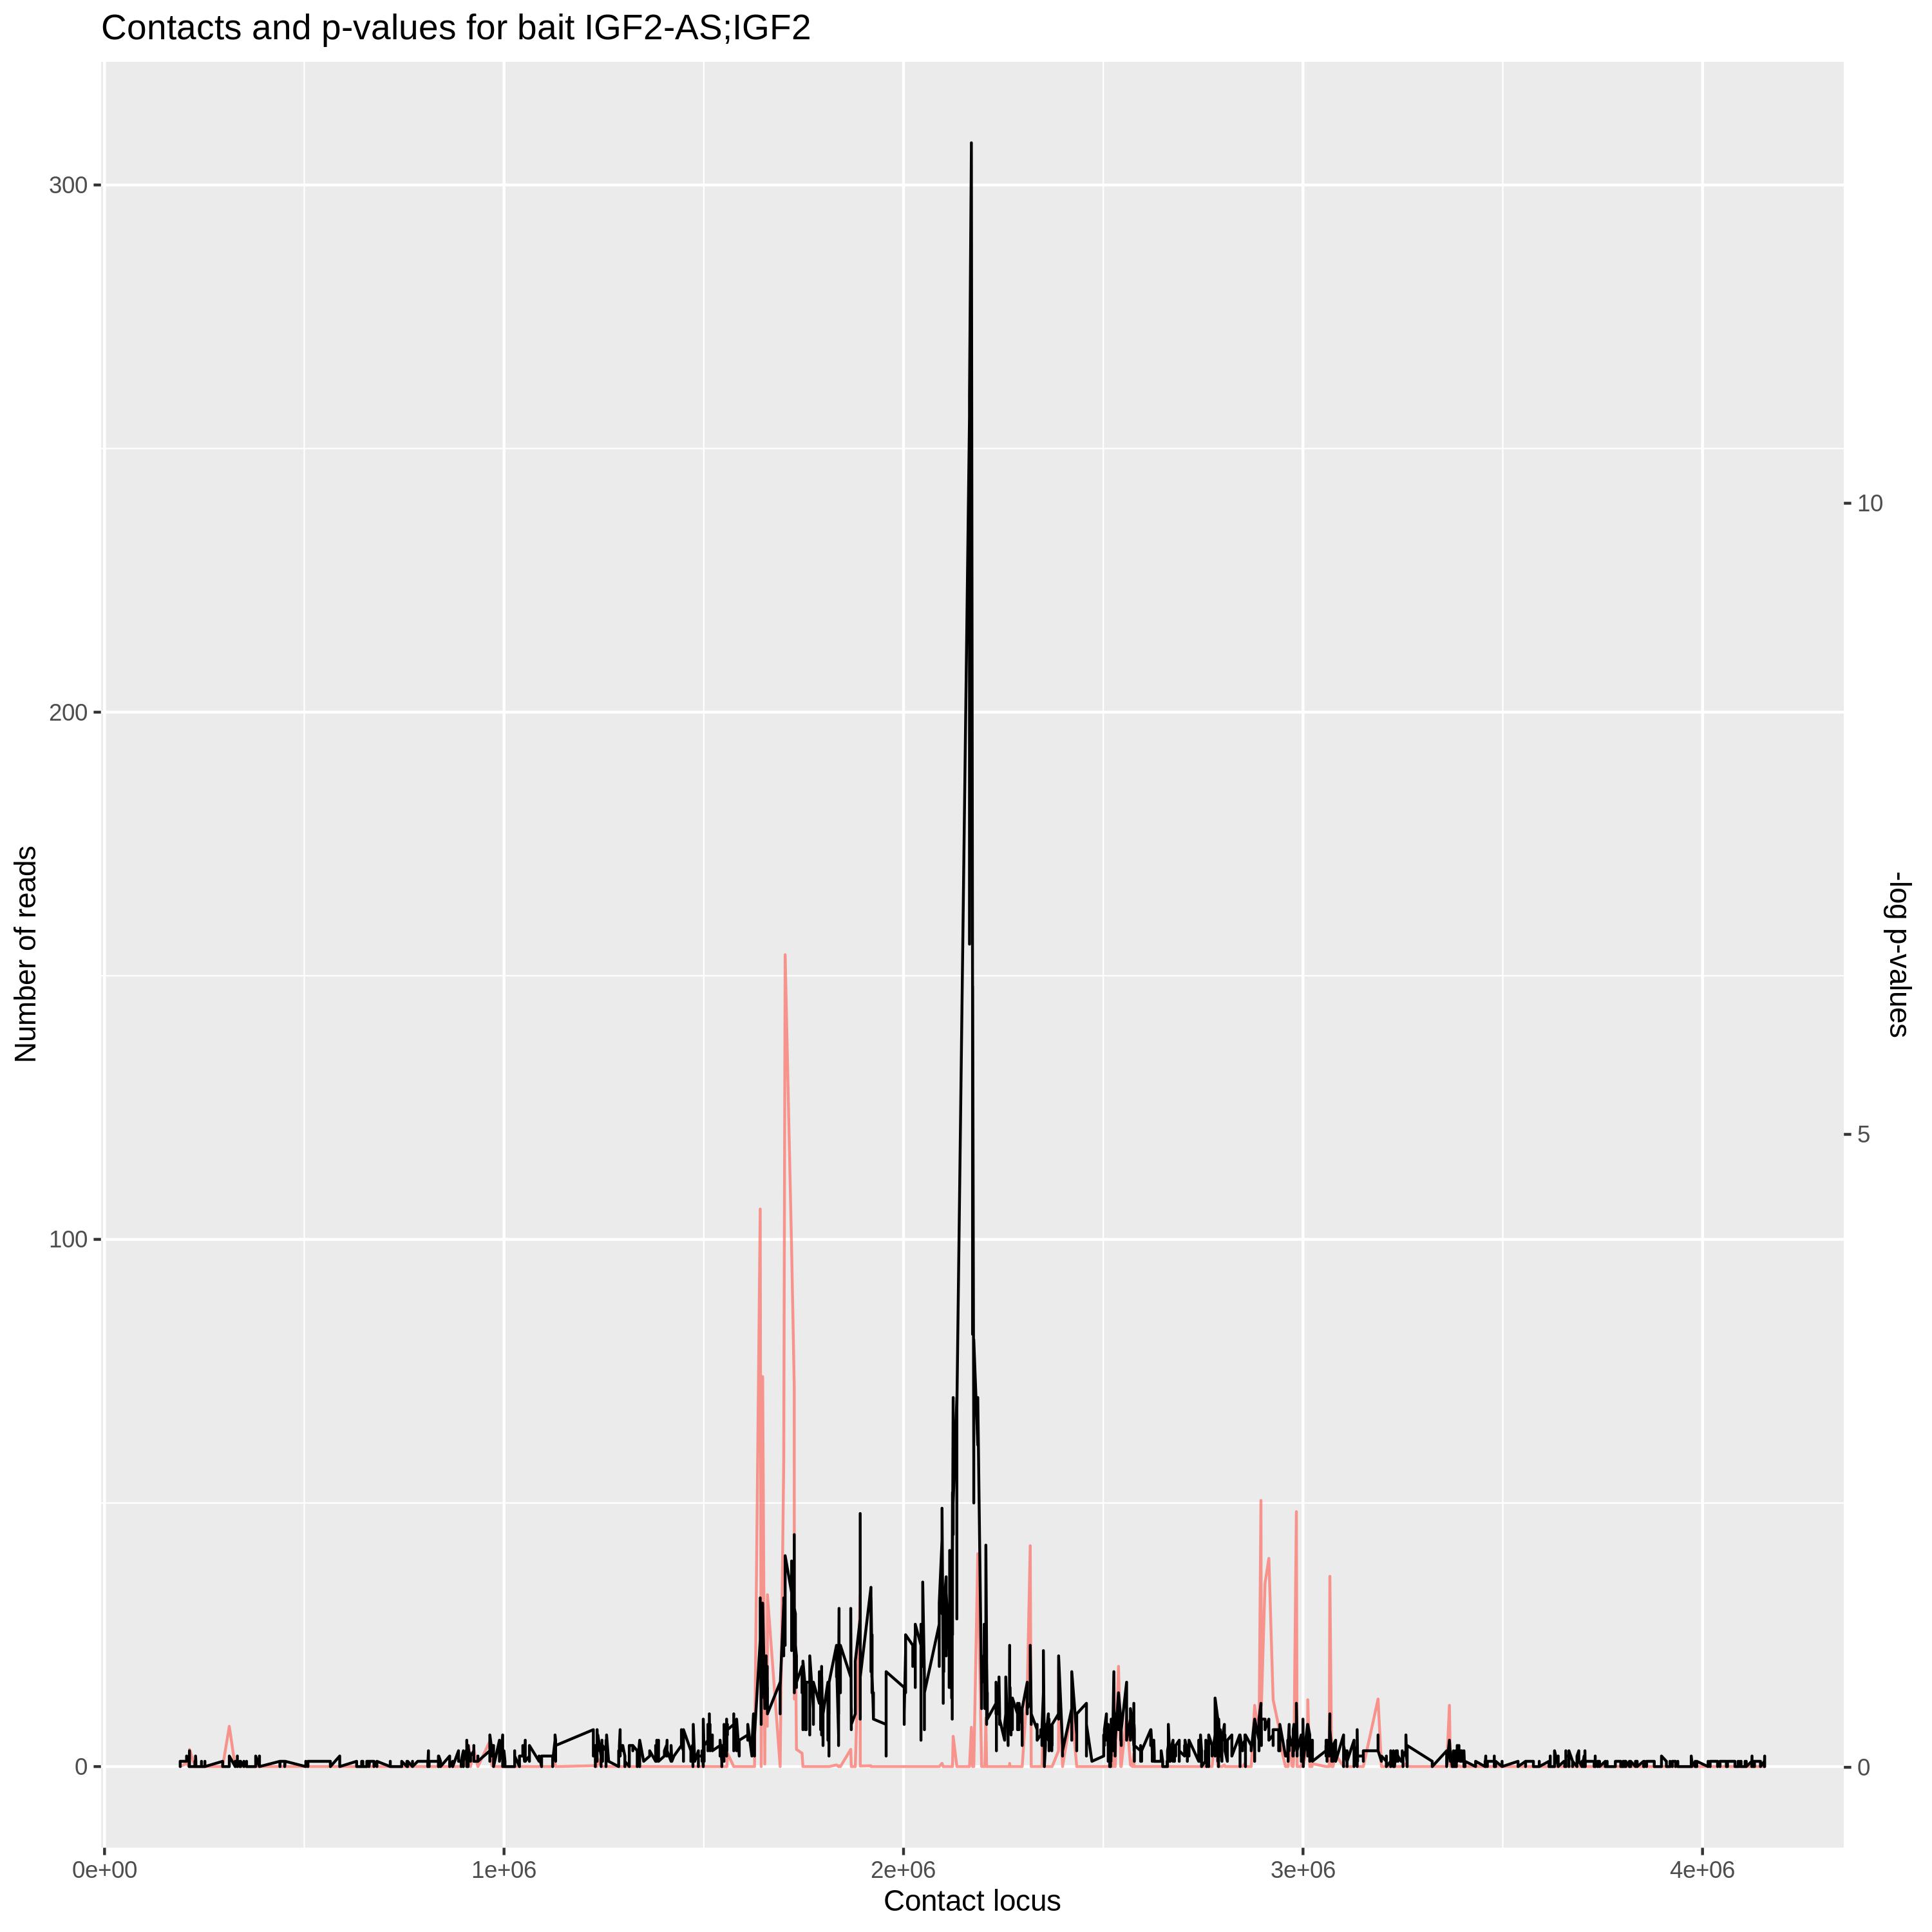 Contacts and p-values for bait IGF2-AS;IGF2
300
200
100
0
Number of reads
10
5
0
-log p-values
0e+00
1e+06
2e+06
3e+06
4e+06
Contact locus